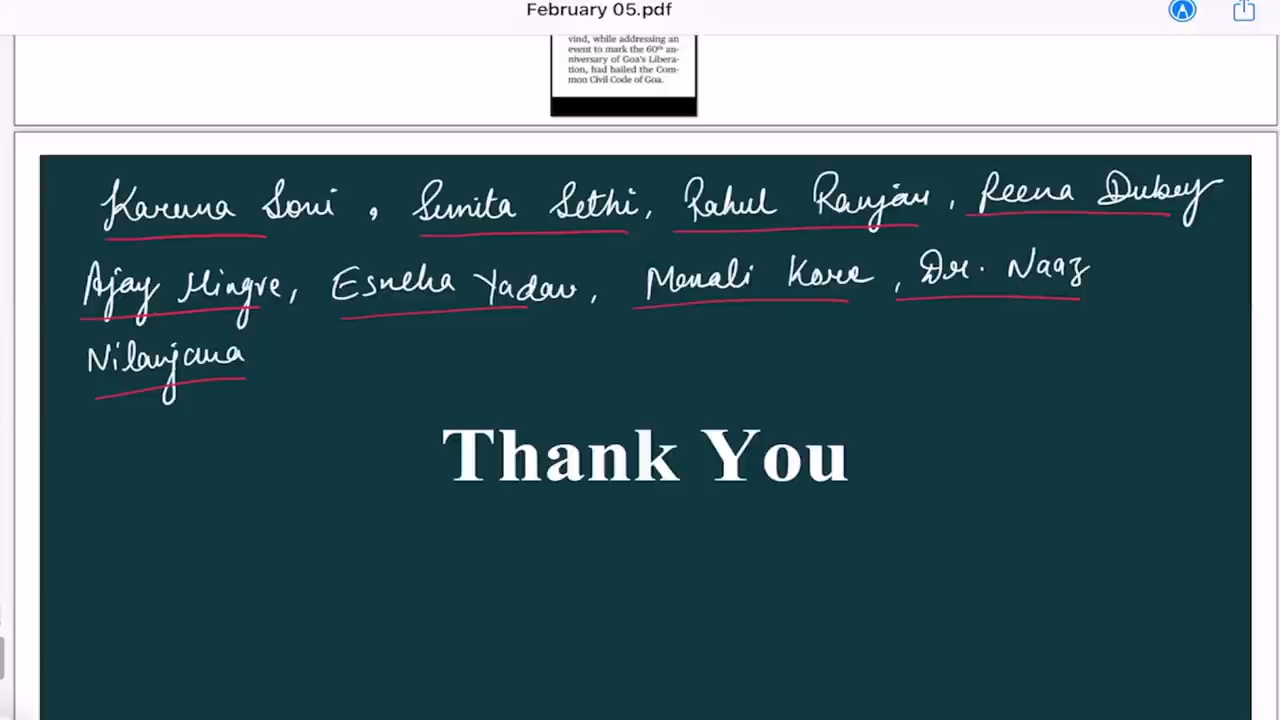 February 05.pdf
vind, while addressing an
event to mark the 60th an-
niversary of Goa's Libera-
tion, had hailed the Com-
mon Civil Code of Goa.
Karuna Soni, Sunita Sethi, Rahul Ranjan, Reena Dubey
Ajay Hingve, Esneha Yadav, Monali Kore, Dr. Naaz
Nilanjana
Thank You